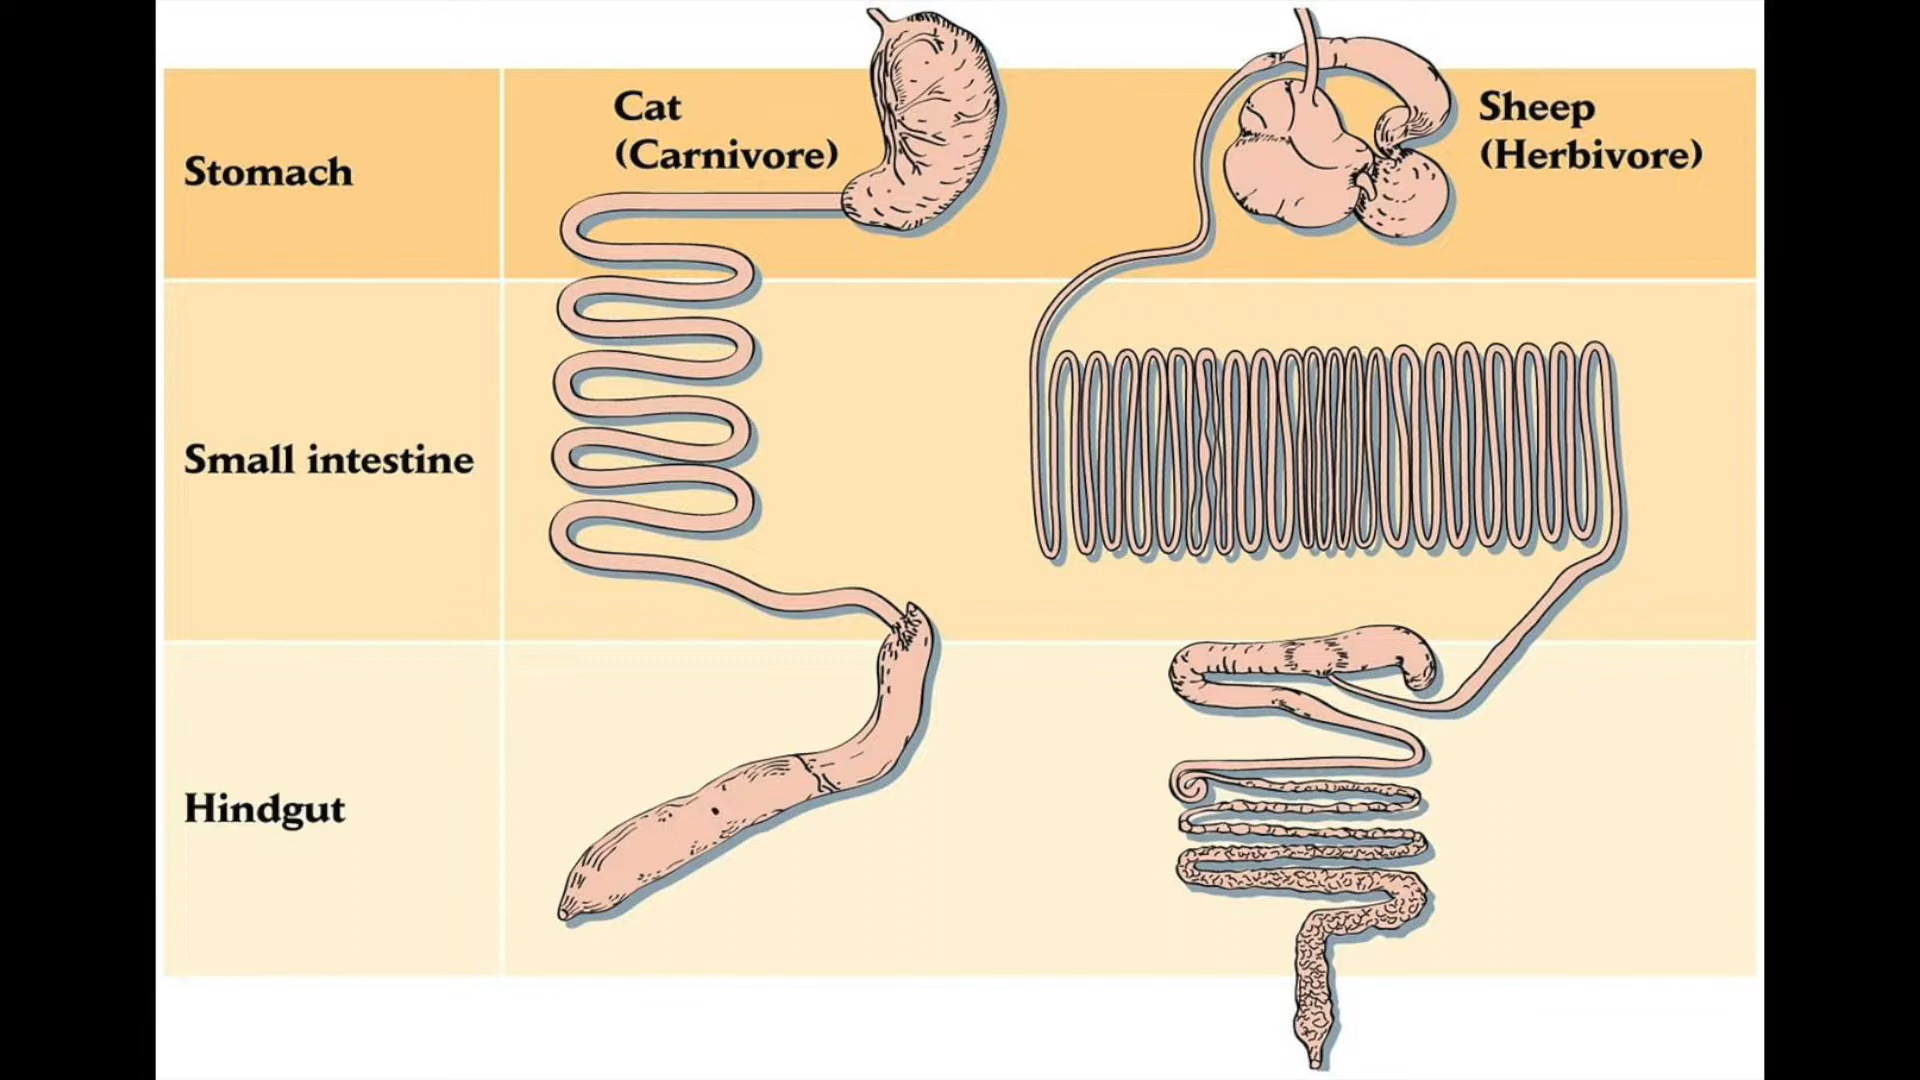 Cat
(Carnivore)
Sheep
(Herbivore)
Stomach
Small intestine
Hindgut